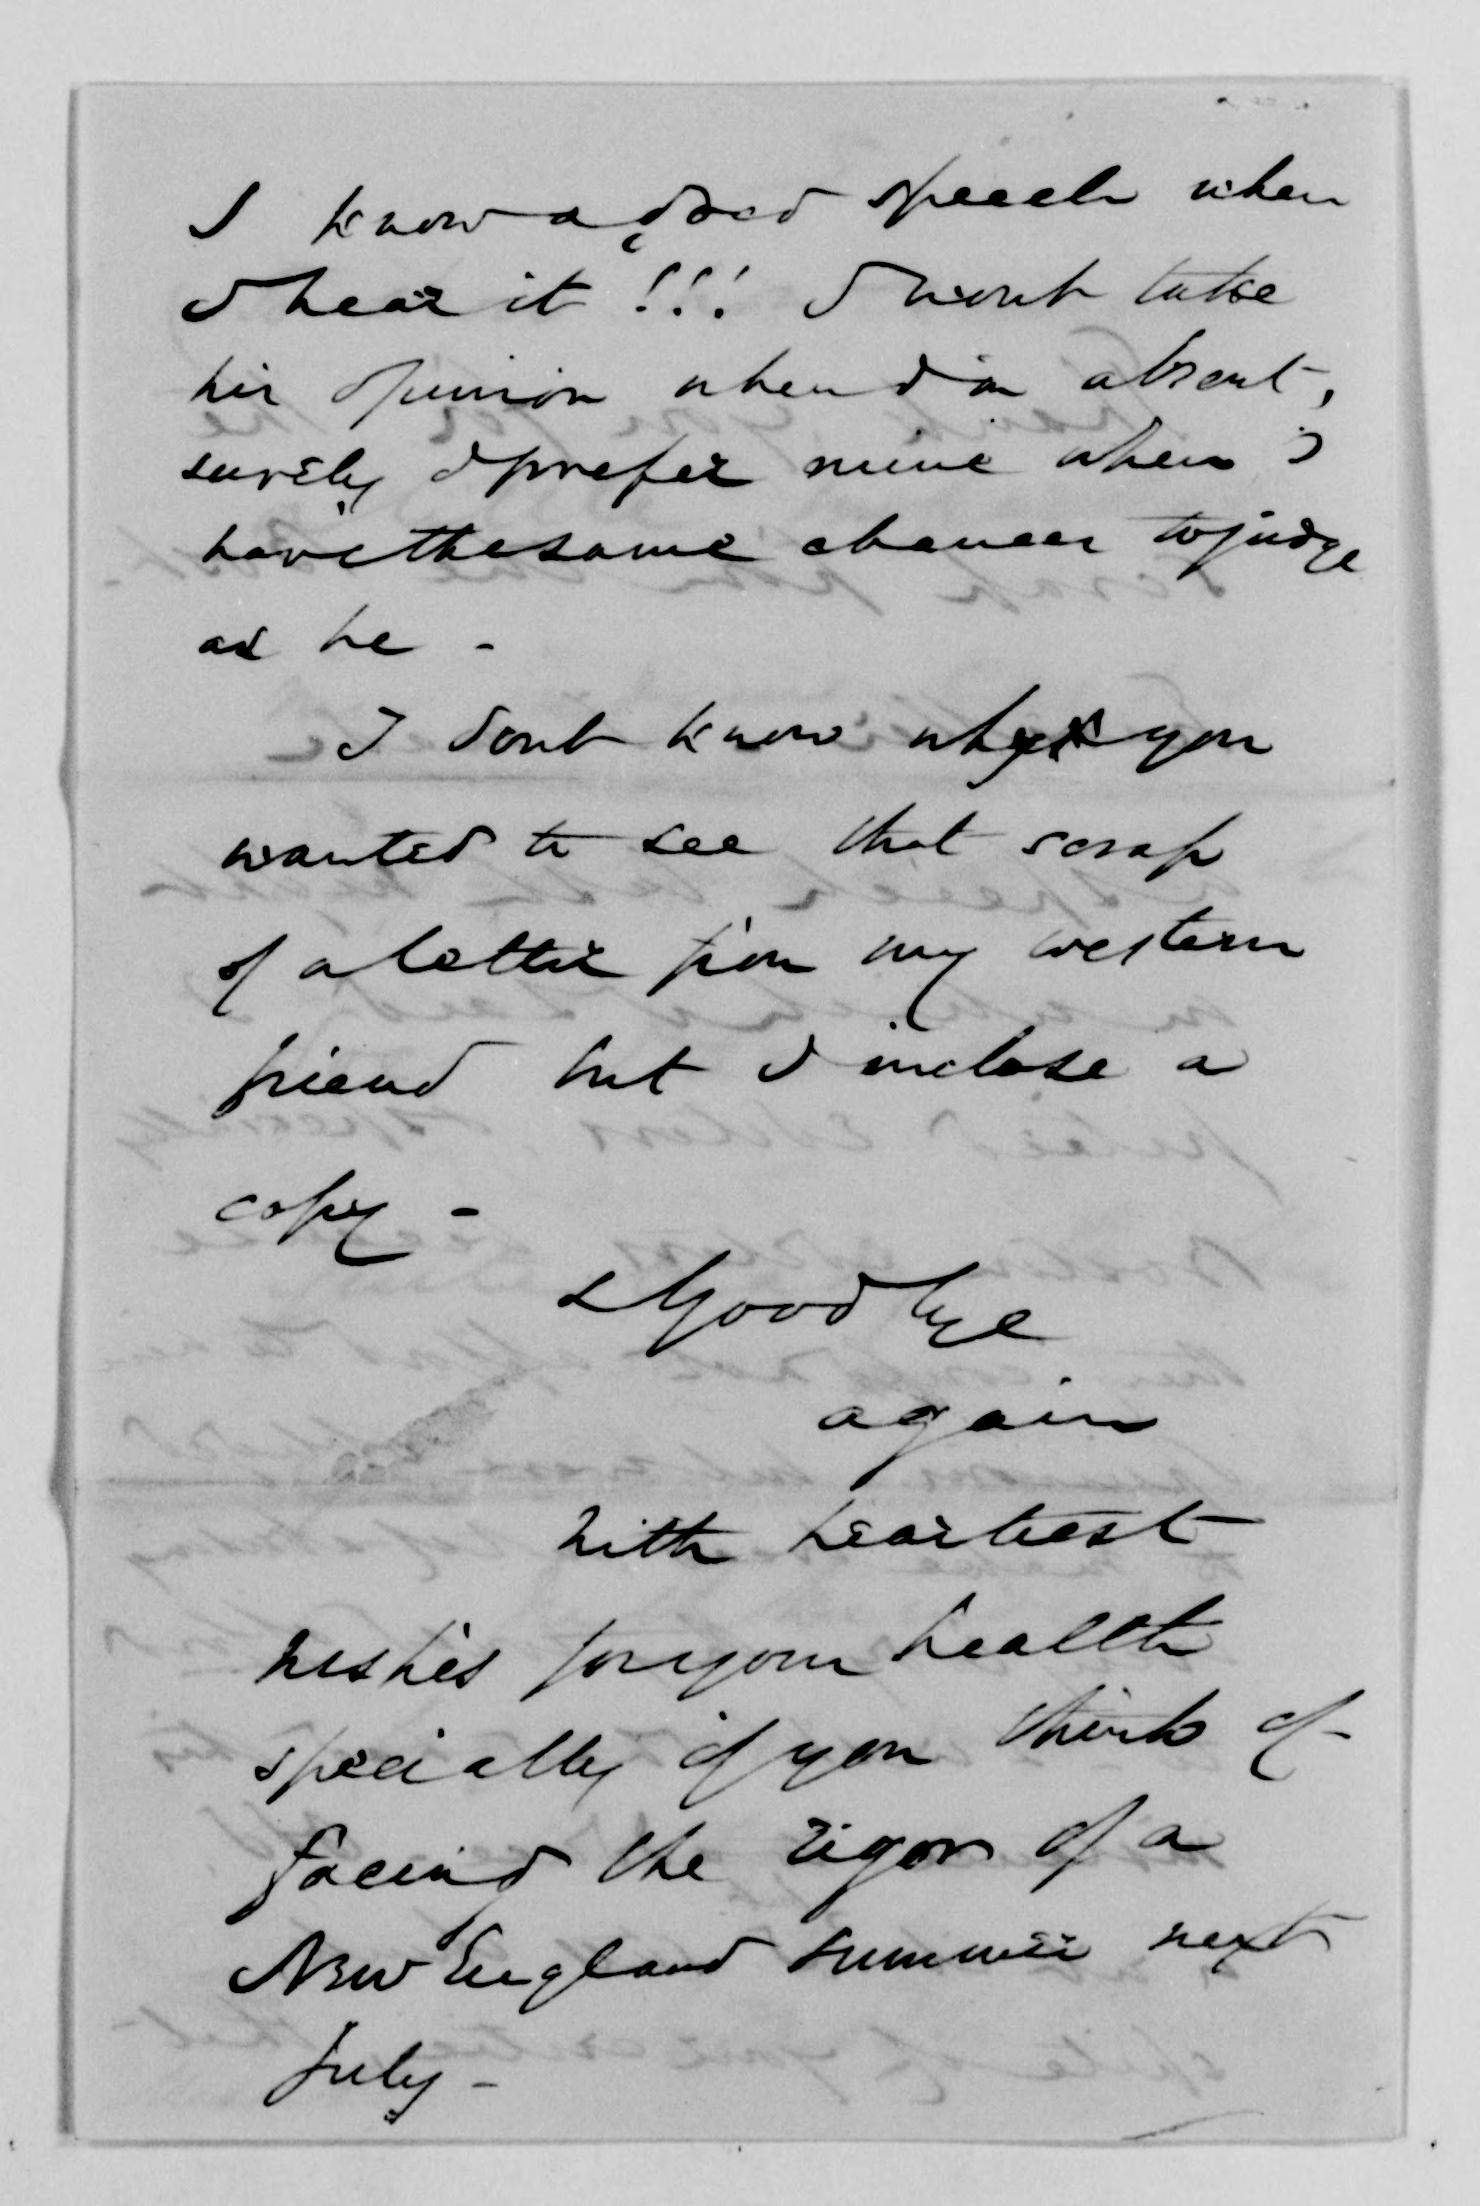 I know a good speech when
I hear it!!! I wont take
his opinion when I'm absent,
surely I prefer mine when I
have the same chances to judge
as he -
I dont know why you
wanted to see that scrap
of a letter from my western
friend but I inclose a
copy -
& Good bye
again
With heartiest
wishes for your health
specially if you think of
facing the rigor of a
New England summer next
July -